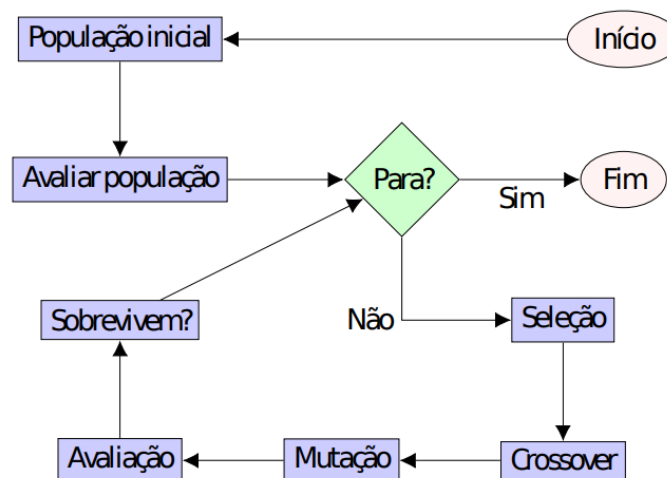 População inicial
Início
Avaliar população
Para?
Sim
Fim
Sobrevivem?
Não
Seleção
Avaliação
Mutação
Crossover